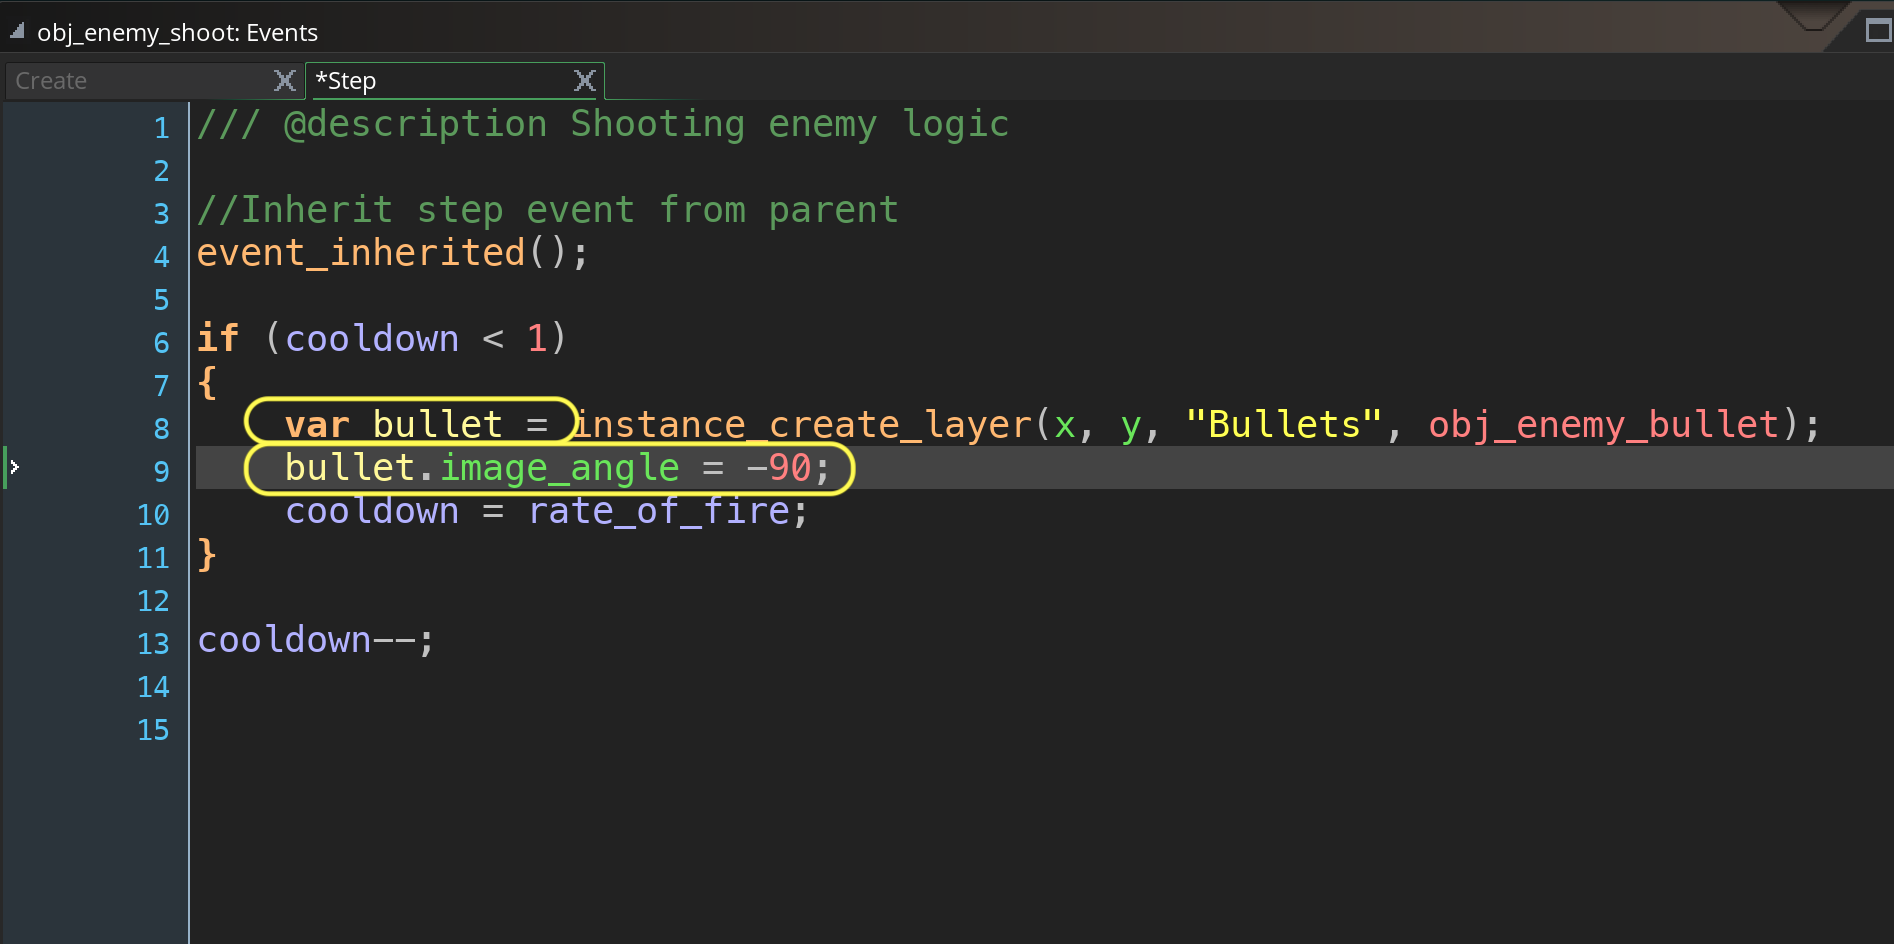 obj_enemy_shoot: Events
Create *Step
1 /// @description Shooting enemy logic
2
3 //Inherit step event from parent
4 event_inherited();
5
6 if (cooldown < 1)
7 {
8 var bullet = instance_create_layer(x, y, "Bullets", obj_enemy_bullet);
9 bullet.image_angle = -90;
10 cooldown = rate_of_fire;
11 }
12
13 cooldown--;
14
15